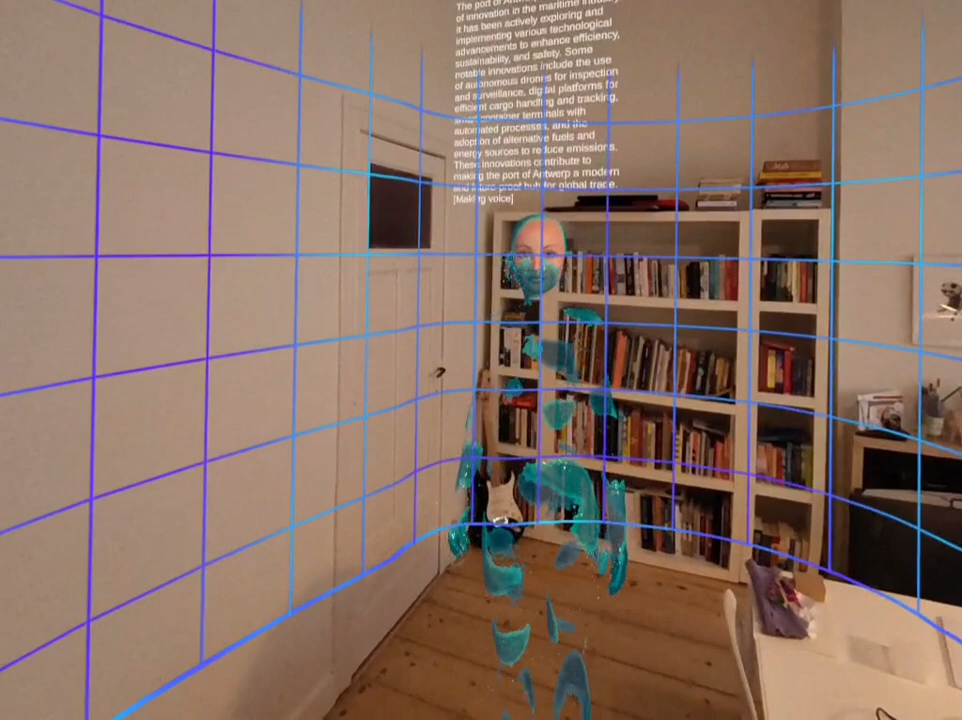 The port of Antwerp
of innovation in the maritime industry.
It has been actively exploring and
implementing various technological
advancements to enhance efficiency,
sustainability, and safety. Some
notable innovations include the use
of autonomous drones for inspection
and surveillance, digital platforms for
efficient cargo handling and tracking,
smart container terminals with
automated processes, and the
adoption of alternative fuels and
energy sources to reduce emissions.
These innovations contribute to
making the port of Antwerp a modern
and future-proof hub for global trade.
[Making voice]